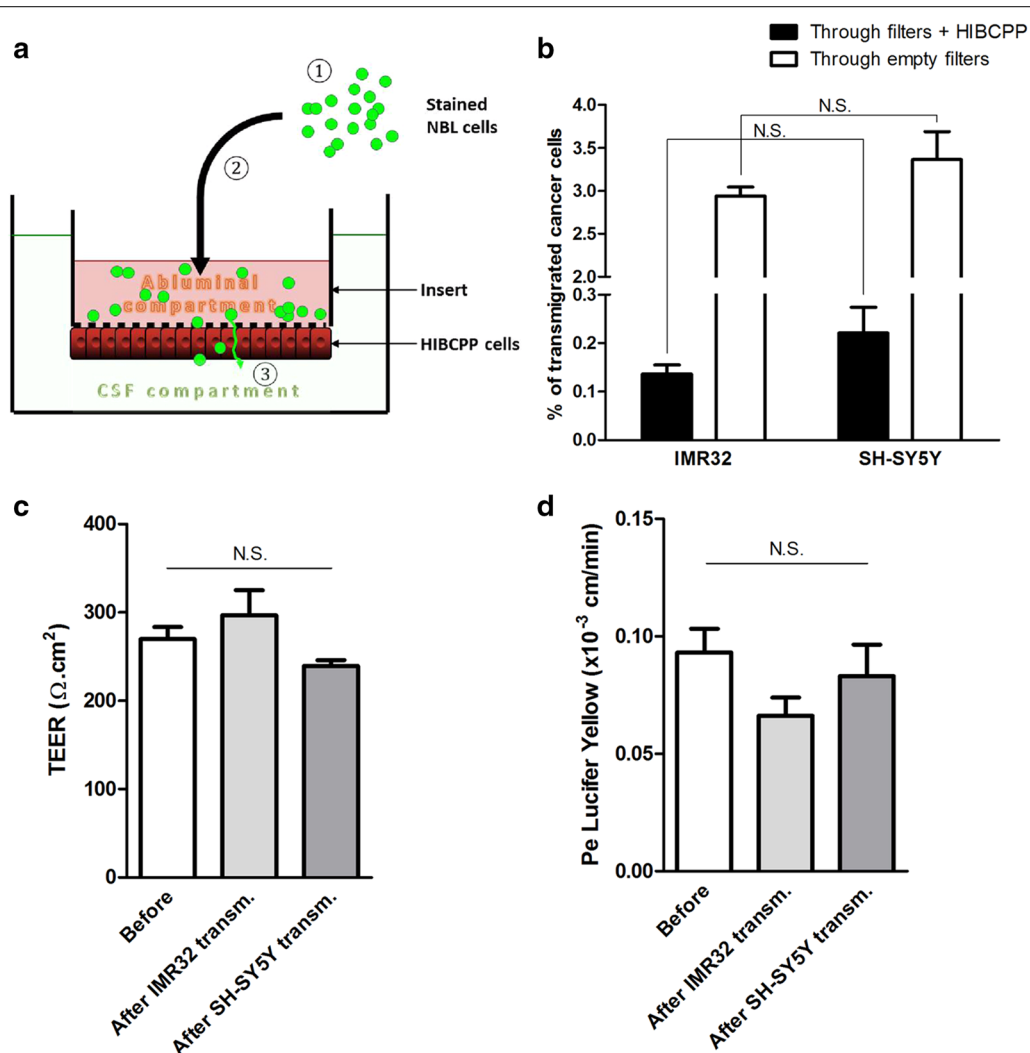 a
①
Stained
NBL cells
②
Abluminal
compartment
Insert
HIBCPP cells
③
CSF compartment
b
Through filters + HIBCPP
Through empty filters
% of transmigrated cancer cells
4.0
3.5
3.0
2.5
2.0
0.3
0.2
0.1
0.0
N.S.
N.S.
IMR32
SH-SY5Y
c
TEER (Ω.cm²)
400
300
200
100
0
N.S.
Before
After IMR32 transm.
After SH-SY5Y transm.
d
Pe Lucifer Yellow (x10⁻³ cm/min)
0.15
0.10
0.05
0.00
N.S.
Before
After IMR32 transm.
After SH-SY5Y transm.